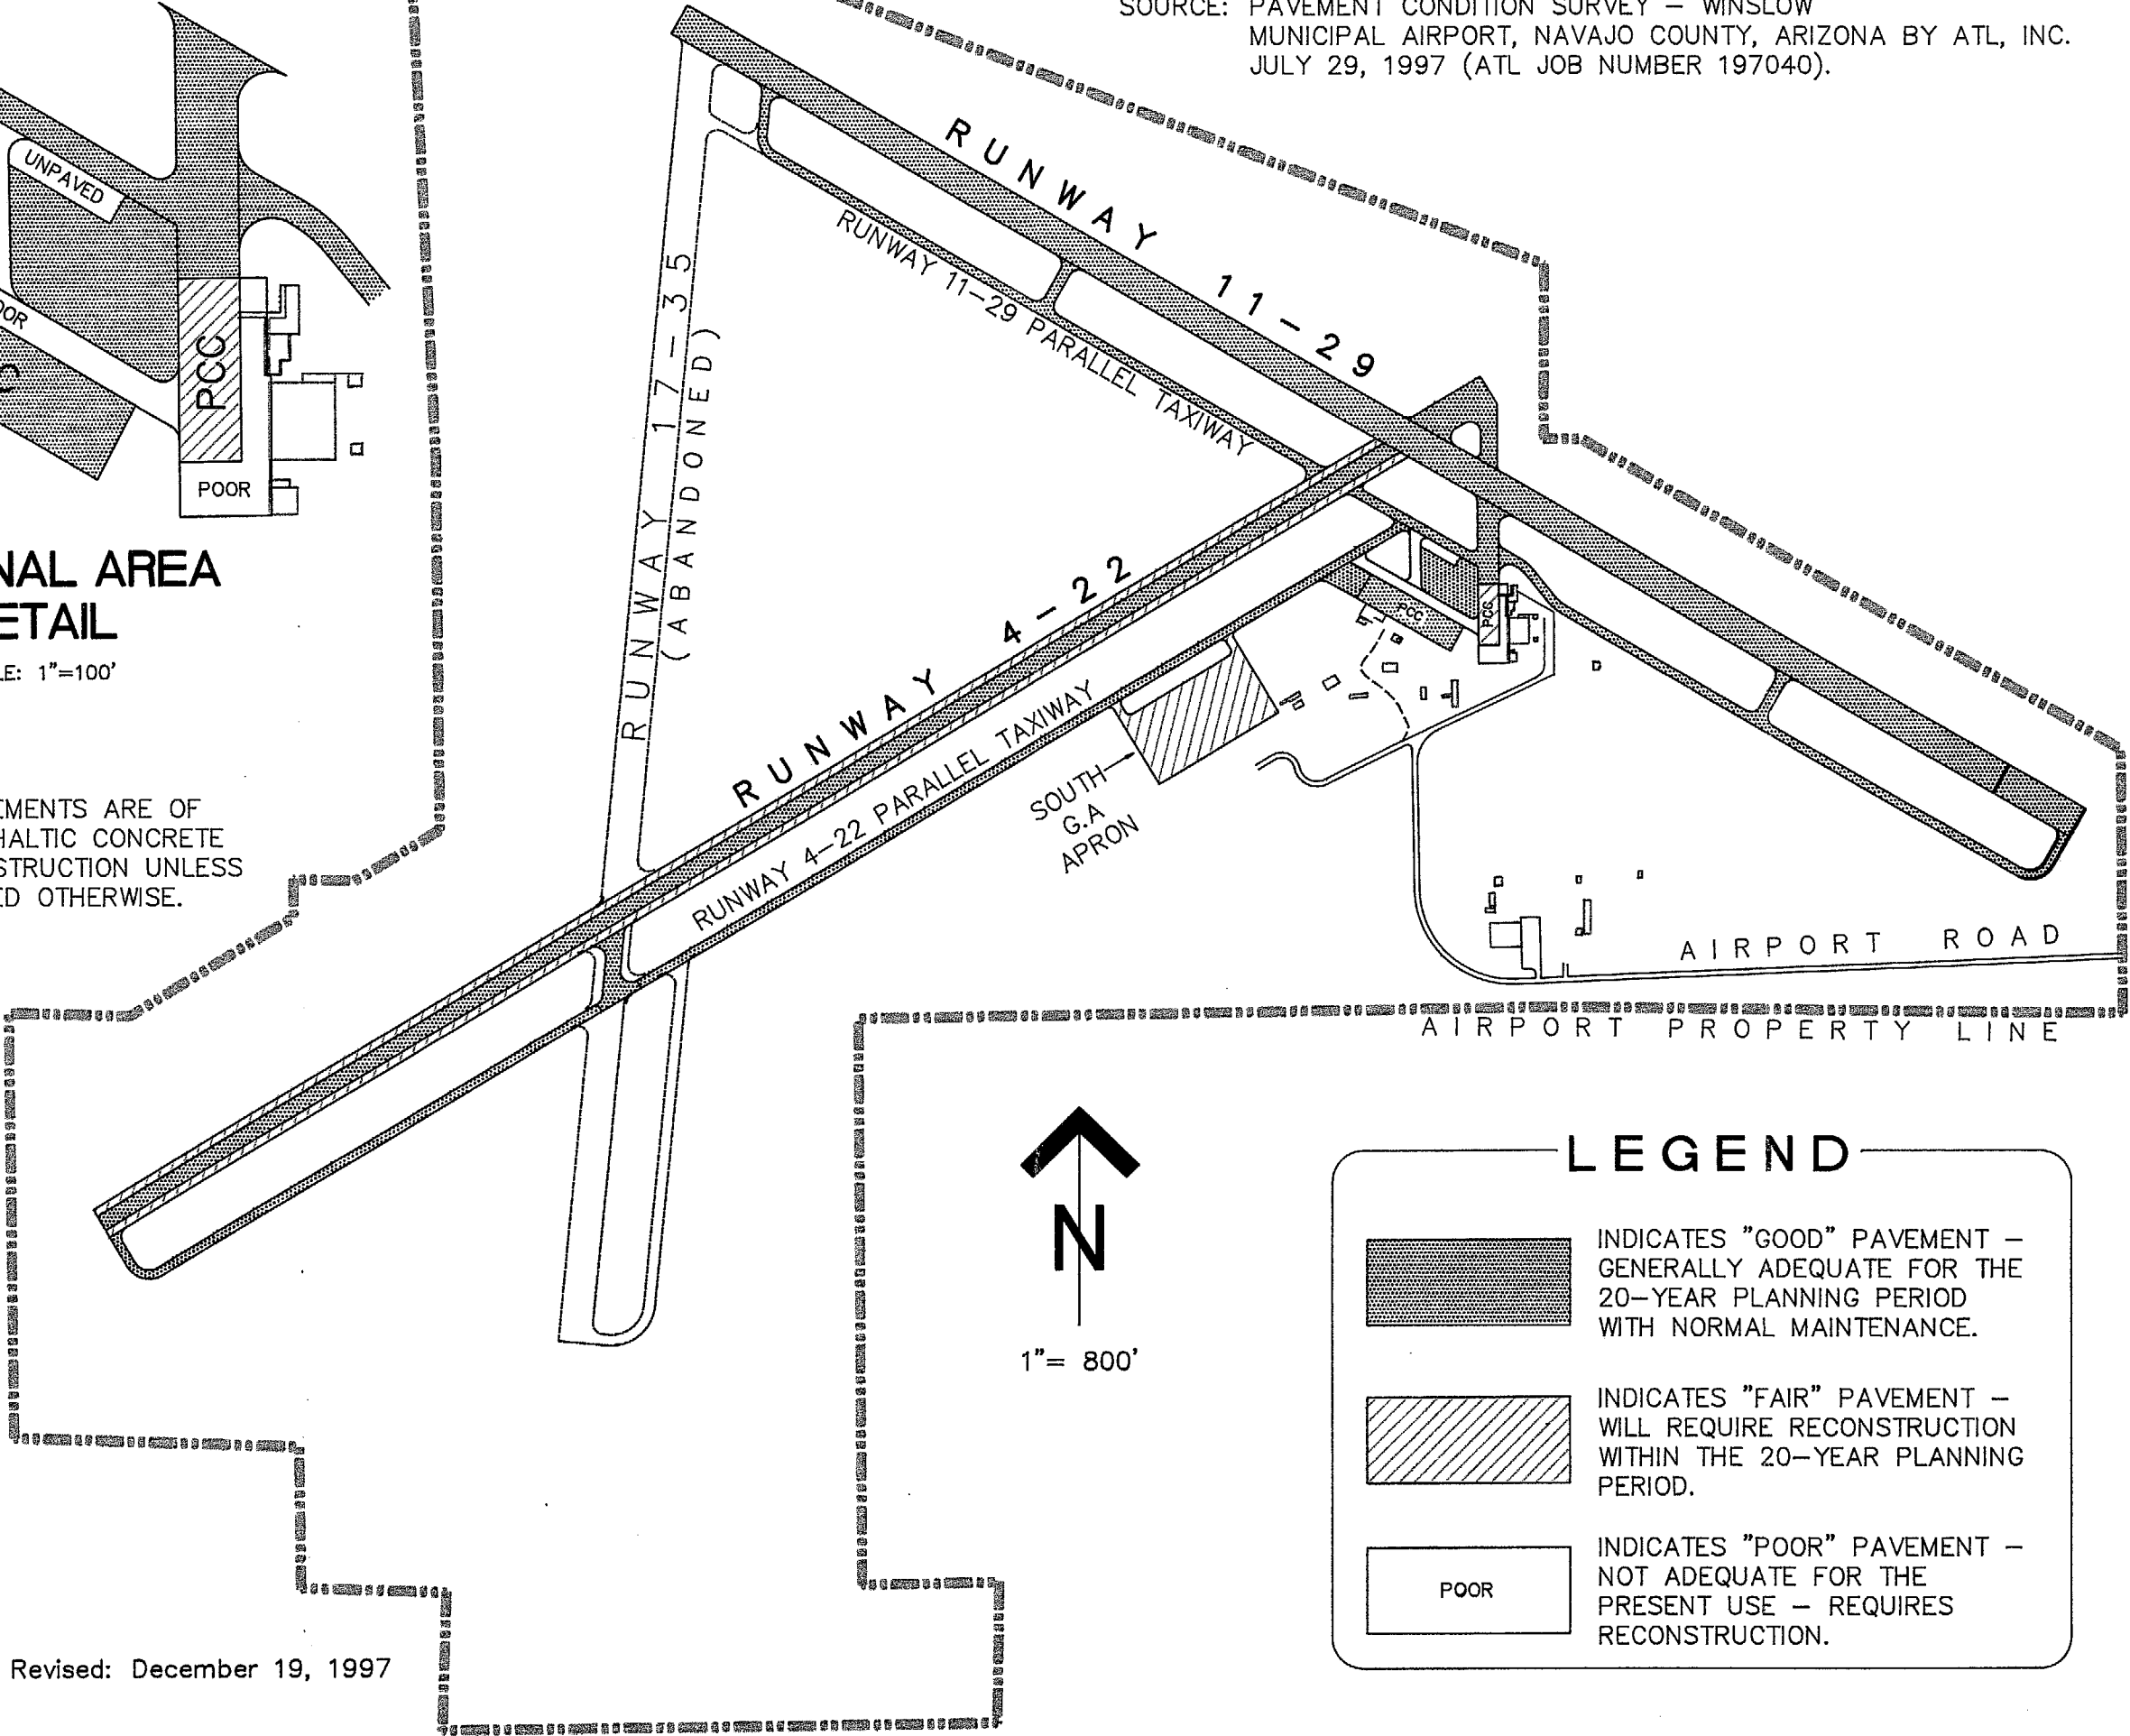 SOURCE: PAVEMENT CONDITION SURVEY – WINSLOW
MUNICIPAL AIRPORT, NAVAJO COUNTY, ARIZONA BY ATL, INC.
JULY 29, 1997 (ATL JOB NUMBER 197040).
UNPAVED
OOR
PCC
POOR
NAL AREA
ETAIL
LE: 1"=100'
EMENTS ARE OF
HALTIC CONCRETE
STRUCTION UNLESS
ED OTHERWISE.
RUNWAY 11-29
RUNWAY 11-29 PARALLEL TAXIWAY
RUNWAY 17-35
(ABANDONED)
RUNWAY 4-22
RUNWAY 4-22 PARALLEL TAXIWAY
PCC
PCC
SOUTH
G.A
APRON
AIRPORT ROAD
AIRPORT PROPERTY LINE
N
1"= 800'
LEGEND
INDICATES "GOOD" PAVEMENT –
GENERALLY ADEQUATE FOR THE
20-YEAR PLANNING PERIOD
WITH NORMAL MAINTENANCE.
INDICATES "FAIR" PAVEMENT –
WILL REQUIRE RECONSTRUCTION
WITHIN THE 20-YEAR PLANNING
PERIOD.
POOR
INDICATES "POOR" PAVEMENT –
NOT ADEQUATE FOR THE
PRESENT USE – REQUIRES
RECONSTRUCTION.
Revised: December 19, 1997